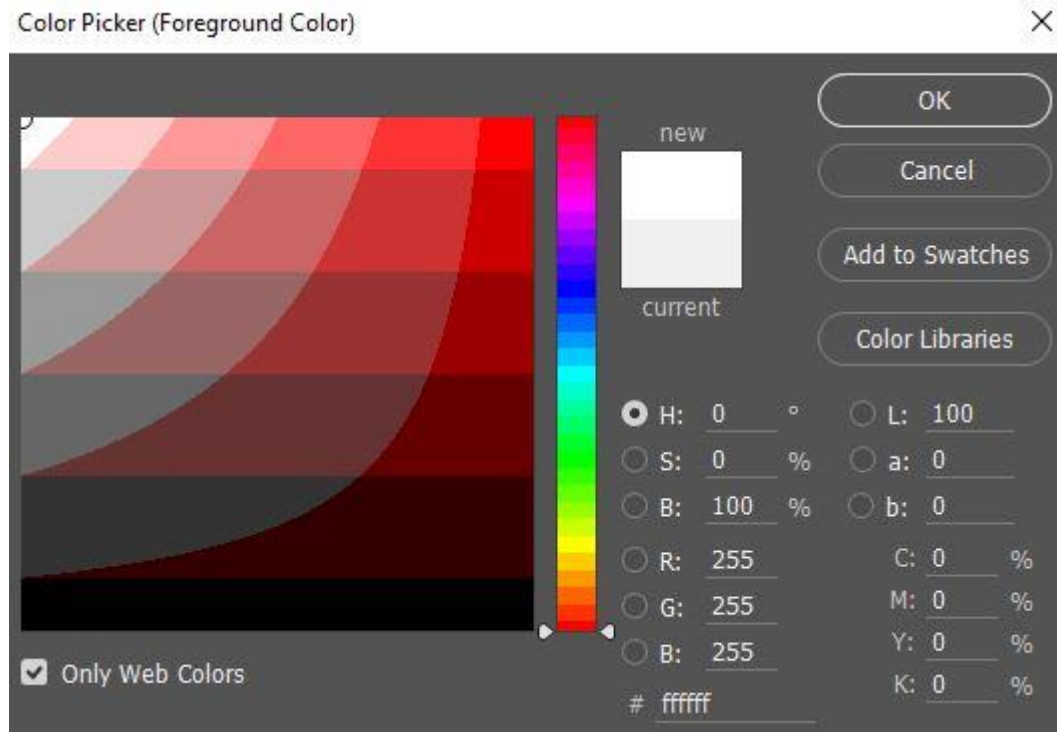 Color Picker (Foreground Color)
new
current
OK
Cancel
Add to Swatches
Color Libraries
H: 0 °
S: 0 %
B: 100 %
R: 255
G: 255
B: 255
# ffffff
L: 100
a: 0
b: 0
C: 0 %
M: 0 %
Y: 0 %
K: 0 %
Only Web Colors